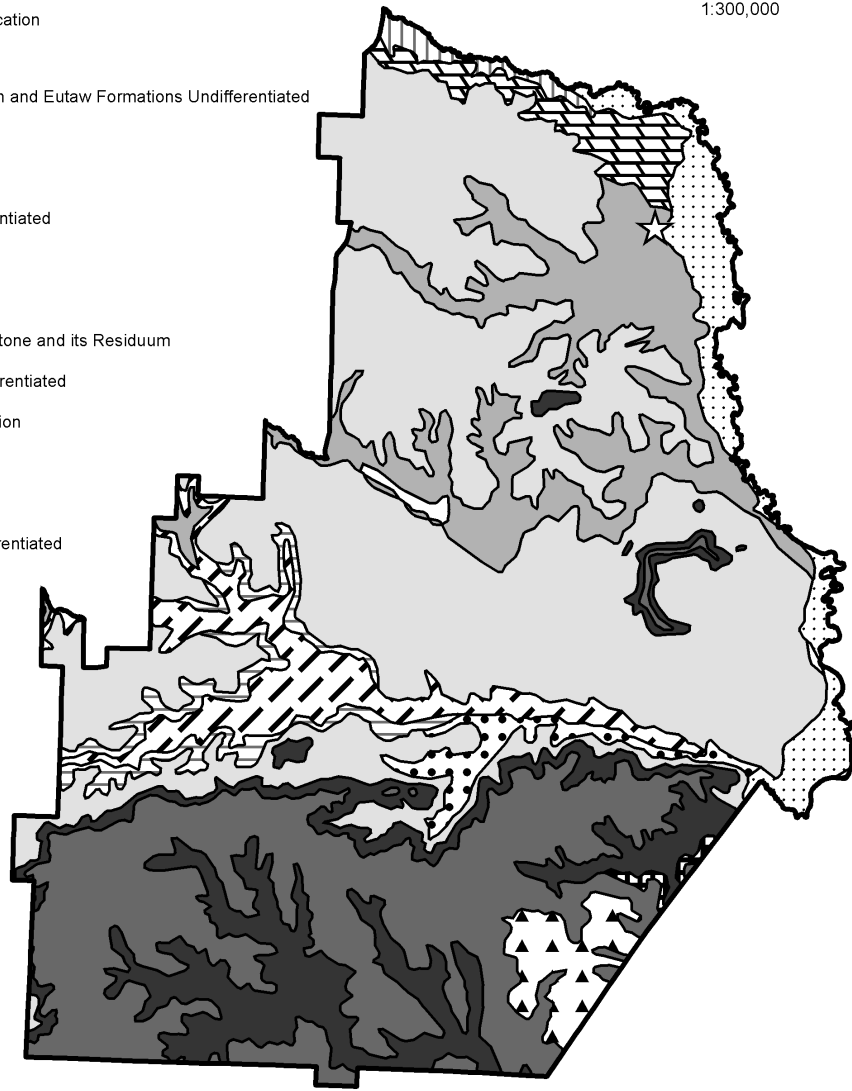 1:300,000
cation
n and Eutaw Formations Undifferentiated
ntiated
tone and its Residuum
rentiated
ion
rentiated